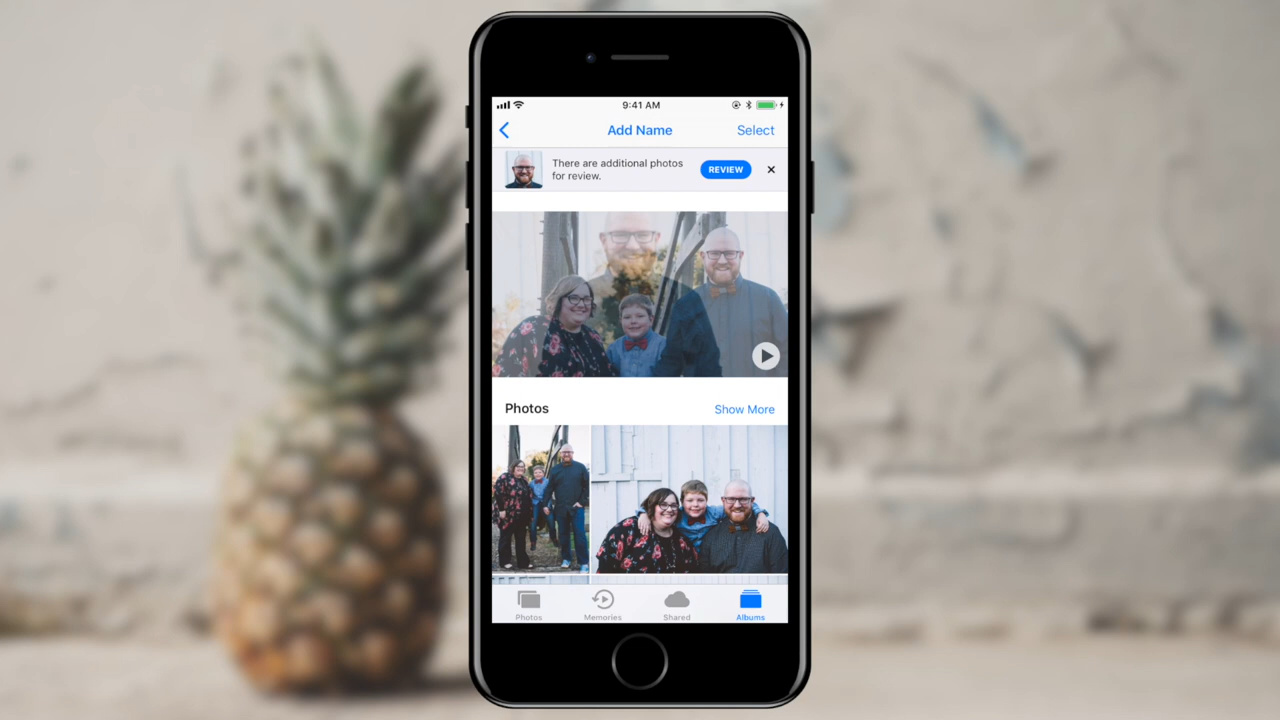 9:41 AM
Add Name
Select
There are additional photos
for review.
REVIEW
Photos
Show More
Photos
Memories
Shared
Albums